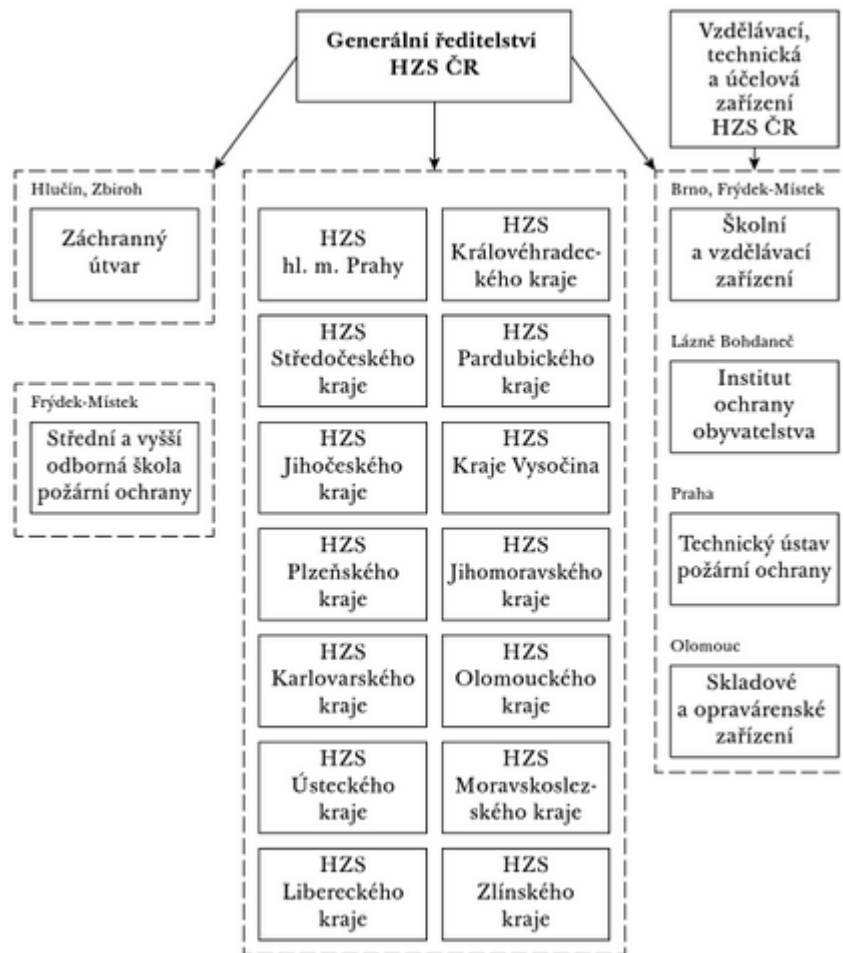 Generální ředitelství
HZS ČR
Vzdělávací,
technická
a účelová
zařízení
HZS ČR
Hlučín, Zbiroh
Záchranný
útvar
Frýdek-Místek
Střední a vyšší
odborná škola
požární ochrany
HZS
hl. m. Prahy
HZS
Královéhradec-
kého kraje
HZS
Středočeského
kraje
HZS
Pardubického
kraje
HZS
Jihočeského
kraje
HZS
Kraje Vysočina
HZS
Plzeňského
kraje
HZS
Jihomoravského
kraje
HZS
Karlovarského
kraje
HZS
Olomouckého
kraje
HZS
Ústeckého
kraje
HZS
Moravskoslez-
ského kraje
HZS
Libereckého
kraje
HZS
Zlínského
kraje
Brno, Frýdek-Místek
Školní
a vzdělávací
zařízení
Lázně Bohdaneč
Institut
ochrany
obyvatelstva
Praha
Technický ústav
požární ochrany
Olomouc
Skladové
a opravárenské
zařízení